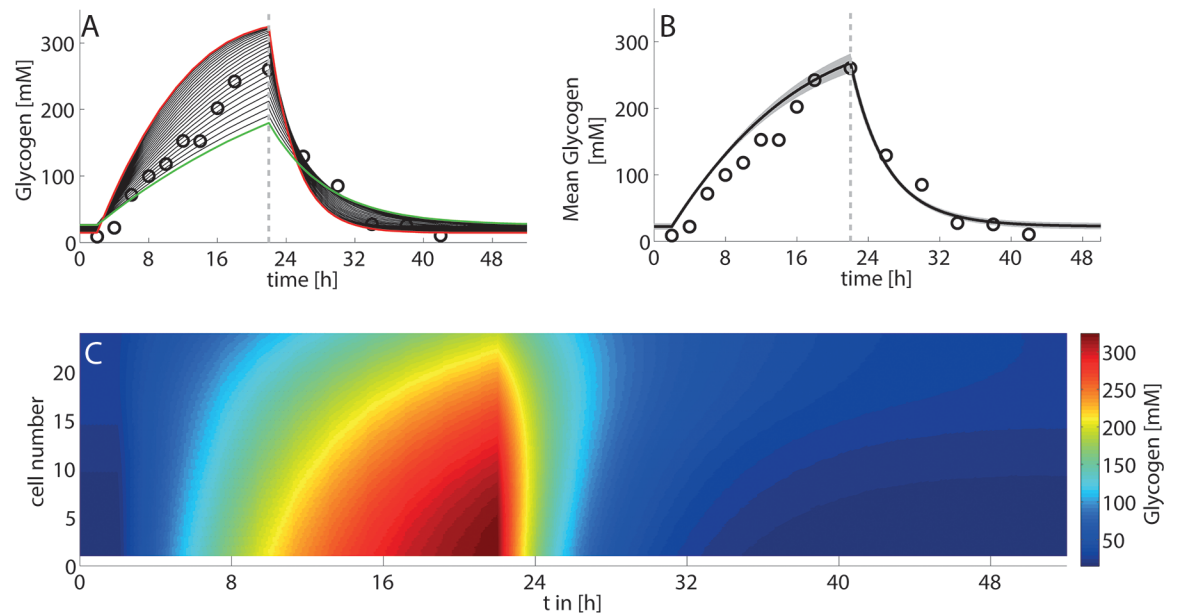 A
Glycogen [mM]
300
200
100
0
0 8 16 24 32 40 48
time [h]
B
Mean Glycogen
[mM]
300
200
100
0
0 8 16 24 32 40 48
time [h]
C
cell number
20
15
10
5
0
0 8 16 24 32 40 48
t in [h]
300
250
200
150
100
50
Glycogen [mM]